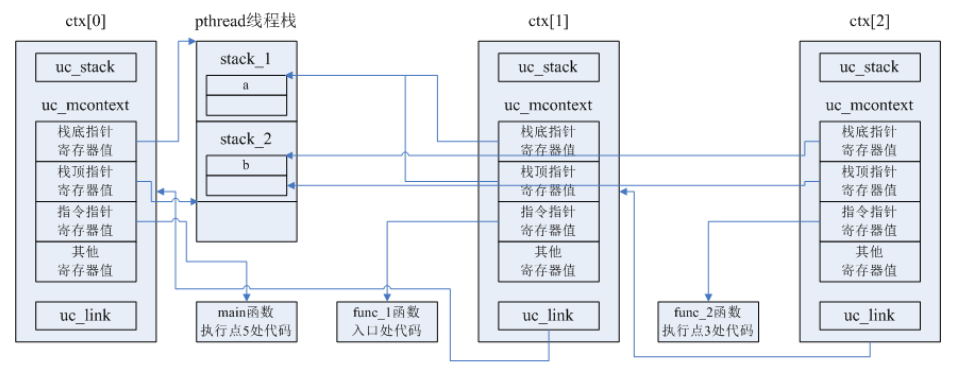 ctx[0]
pthread线程栈
ctx[1]
ctx[2]
uc_stack
uc_mcontext
栈底指针
寄存器值
栈顶指针
寄存器值
指令指针
寄存器值
其他
寄存器值
uc_link
stack_1
a
stack_2
b
main函数
执行点5处代码
func_1函数
入口处代码
uc_stack
uc_mcontext
栈底指针
寄存器值
栈顶指针
寄存器值
指令指针
寄存器值
其他
寄存器值
uc_link
func_2函数
执行点3处代码
uc_stack
uc_mcontext
栈底指针
寄存器值
栈顶指针
寄存器值
指令指针
寄存器值
其他
寄存器值
uc_link